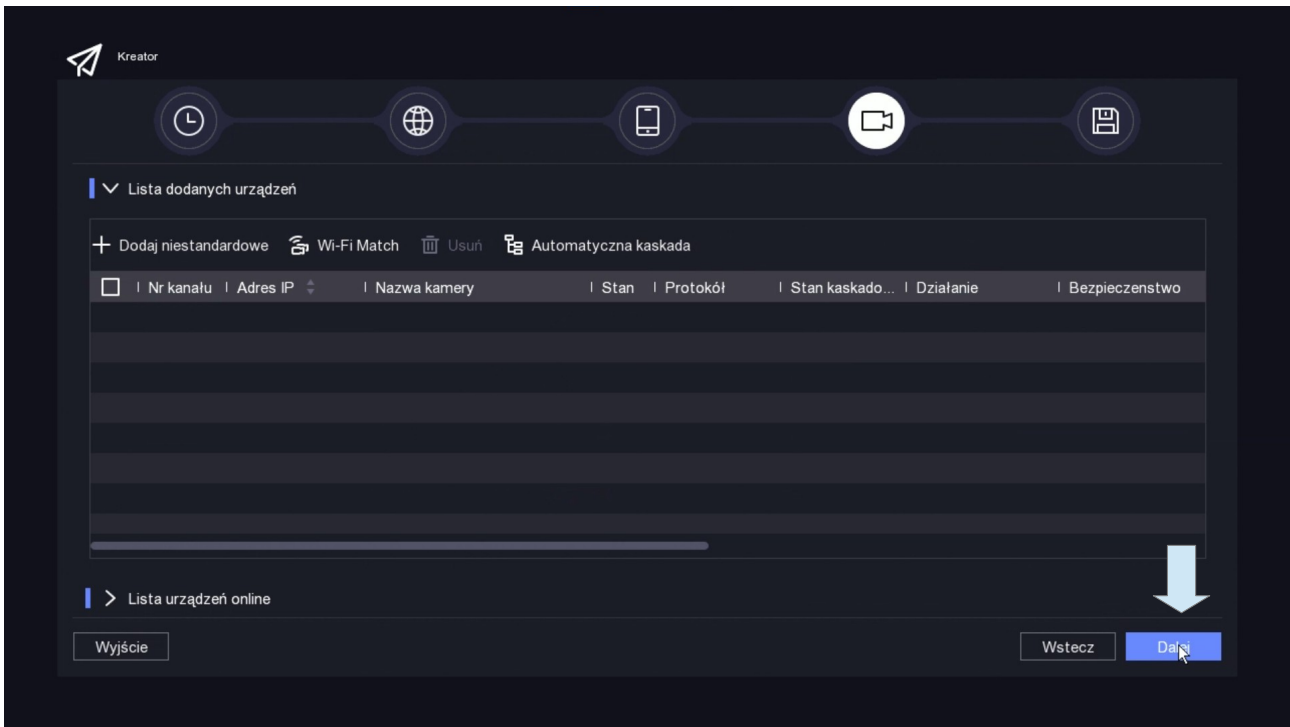 Kreator
Lista dodanych urządzeń
Dodaj niestandardowe Wi-Fi Match Usuń Automatyczna kaskada
Nr kanału Adres IP Nazwa kamery Stan Protokół Stan kaskado... Działanie Bezpieczenstwo
Lista urządzeń online
Wyjście Wstecz Dalej